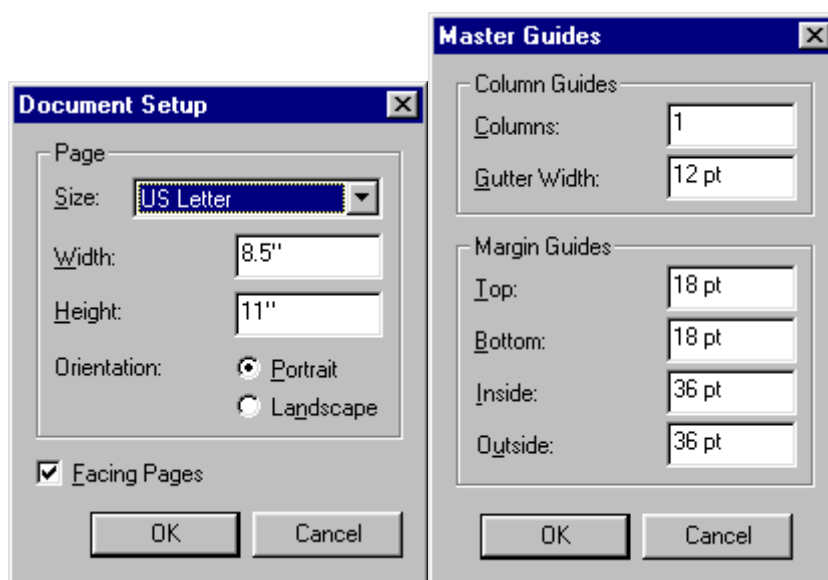 Document Setup
Page
Size: US Letter
Width: 8.5"
Height: 11"
Orientation: Portrait
Landscape
Facing Pages
OK Cancel
Master Guides
Column Guides
Columns: 1
Gutter Width: 12 pt
Margin Guides
Top: 18 pt
Bottom: 18 pt
Inside: 36 pt
Outside: 36 pt
OK Cancel